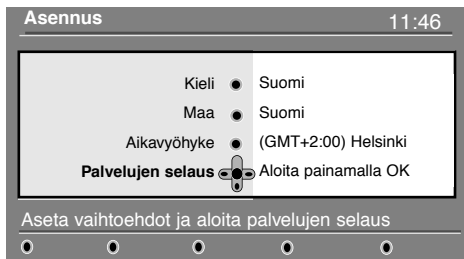 Asennus 11:46
Kieli Suomi
Maa Suomi
Aikavyöhyke (GMT+2:00) Helsinki
Palvelujen selaus Aloita painamalla OK
Aseta vaihtoehdot ja aloita palvelujen selaus